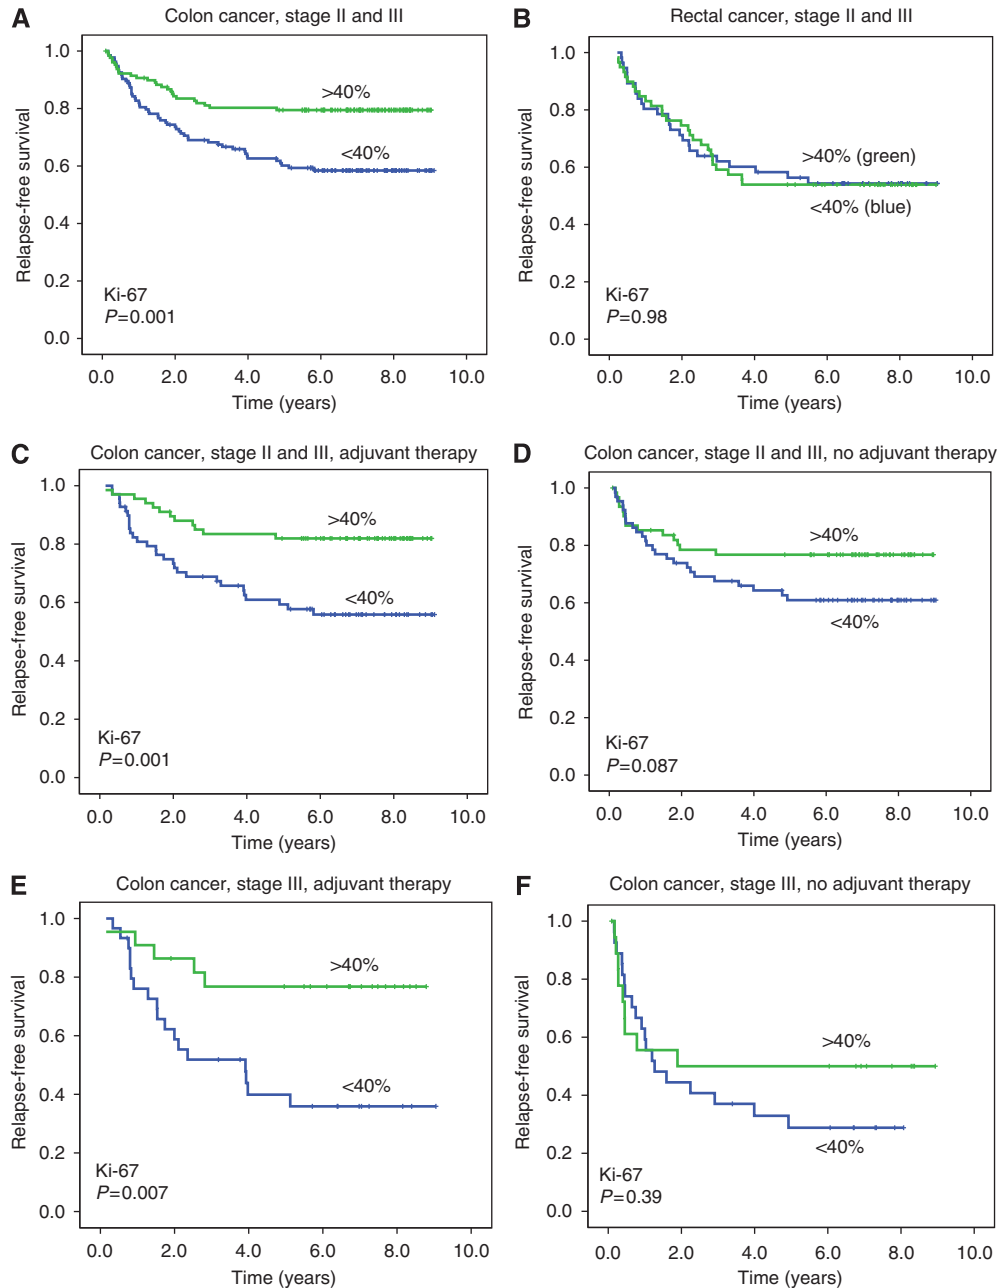 A
Colon cancer, stage II and III
Relapse-free survival
1.0
0.8
0.6
0.4
0.2
0.0
>40%
<40%
Ki-67
P=0.001
0.0 2.0 4.0 6.0 8.0 10.0
Time (years)
B
Rectal cancer, stage II and III
Relapse-free survival
1.0
0.8
0.6
0.4
0.2
0.0
>40% (green)
<40% (blue)
Ki-67
P=0.98
0.0 2.0 4.0 6.0 8.0 10.0
Time (years)
C
Colon cancer, stage II and III, adjuvant therapy
Relapse-free survival
1.0
0.8
0.6
0.4
0.2
0.0
>40%
<40%
Ki-67
P=0.001
0.0 2.0 4.0 6.0 8.0 10.0
Time (years)
D
Colon cancer, stage II and III, no adjuvant therapy
Relapse-free survival
1.0
0.8
0.6
0.4
0.2
0.0
>40%
<40%
Ki-67
P=0.087
0.0 2.0 4.0 6.0 8.0 10.0
Time (years)
E
Colon cancer, stage III, adjuvant therapy
Relapse-free survival
1.0
0.8
0.6
0.4
0.2
0.0
>40%
<40%
Ki-67
P=0.007
0.0 2.0 4.0 6.0 8.0 10.0
Time (years)
F
Colon cancer, stage III, no adjuvant therapy
Relapse-free survival
1.0
0.8
0.6
0.4
0.2
0.0
>40%
<40%
Ki-67
P=0.39
0.0 2.0 4.0 6.0 8.0 10.0
Time (years)